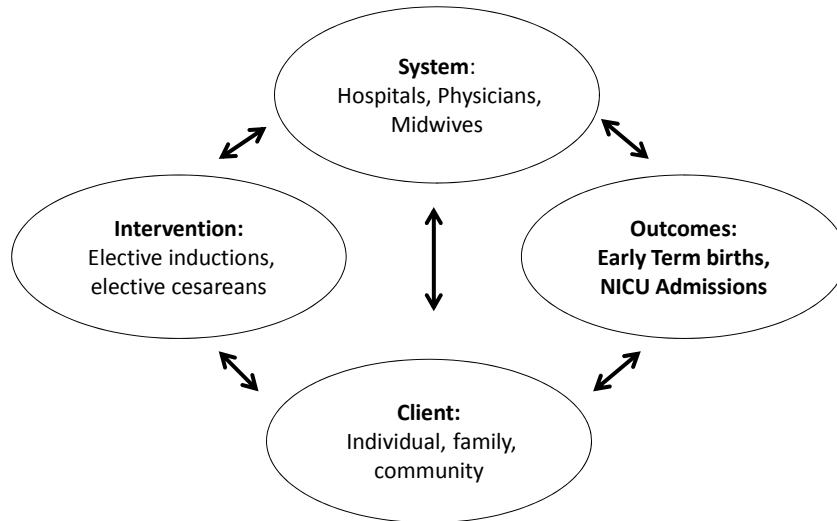 System:
Hospitals, Physicians,
Midwives
Intervention:
Elective inductions,
elective cesareans
Outcomes:
Early Term births,
NICU Admissions
Client:
Individual, family,
community